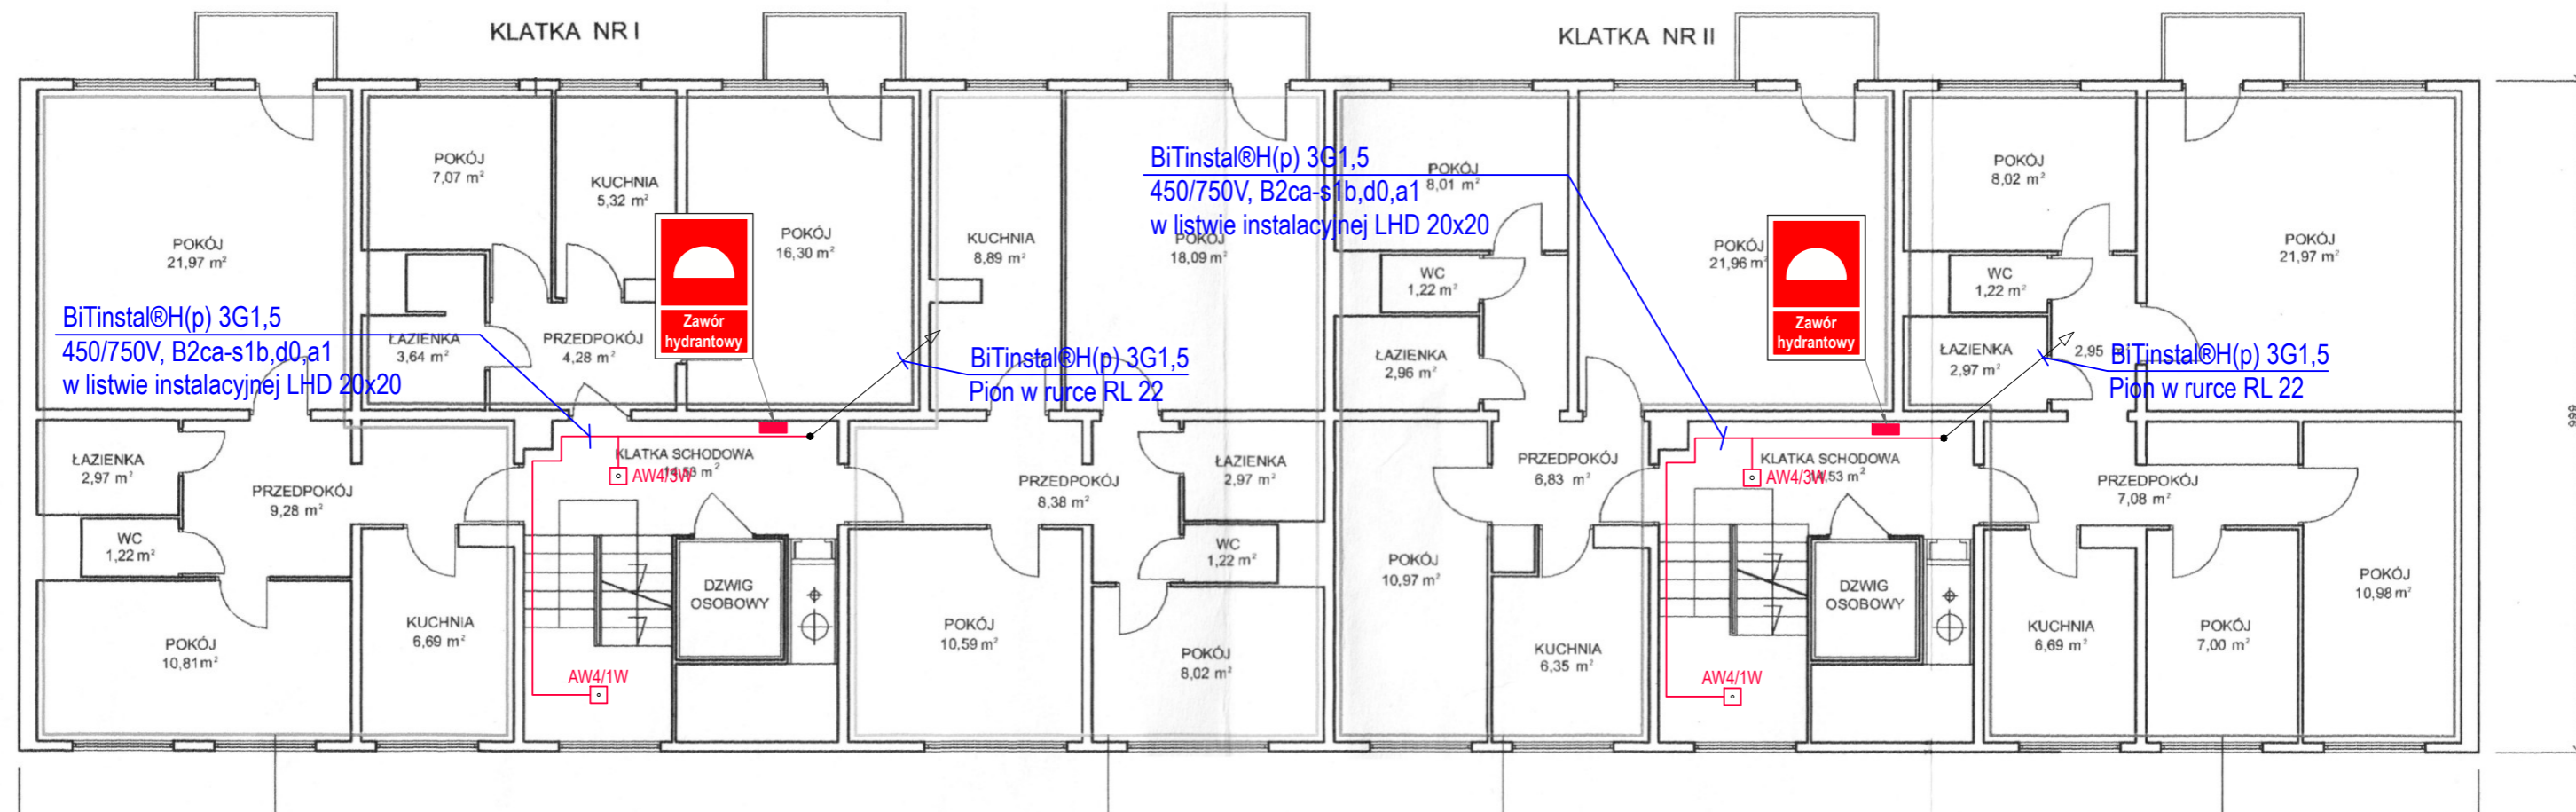 KLATKA NR I
KLATKA NR II
POKÓJ
21,97 m²
POKÓJ
7,07 m²
KUCHNIA
5,32 m²
POKÓJ
16,30 m²
Zawór
hydrantowy
KUCHNIA
8,89 m²
POKÓJ
18,09 m²
BiTinstal®H(p) 3G1,5
450/750V, B2ca-s1b,d0,a1
w listwie instalacyjnej LHD 20x20
POKÓJ
8,01 m²
POKÓJ
21,96 m²
Zawór
hydrantowy
POKÓJ
8,02 m²
POKÓJ
21,97 m²
WC
1,22 m²
WC
1,22 m²
BiTinstal®H(p) 3G1,5
450/750V, B2ca-s1b,d0,a1
w listwie instalacyjnej LHD 20x20
ŁAZIENKA
3,64 m²
PRZEDPOKÓJ
4,28 m²
BiTinstal®H(p) 3G1,5
Pion w rurce RL 22
ŁAZIENKA
2,96 m²
ŁAZIENKA
2,97 m²
2,95
BiTinstal®H(p) 3G1,5
Pion w rurce RL 22
ŁAZIENKA
2,97 m²
PRZEDPOKÓJ
9,28 m²
WC
1,22 m²
KLATKA SCHODOWA
AW4/3W
PRZEDPOKÓJ
8,38 m²
ŁAZIENKA
2,97 m²
WC
1,22 m²
PRZEDPOKÓJ
6,83 m²
KLATKA SCHODOWA
14,53 m²
AW4/3W
PRZEDPOKÓJ
7,08 m²
POKÓJ
10,81 m²
KUCHNIA
6,69 m²
AW4/1W
DZWIG
OSOBOWY
POKÓJ
10,59 m²
POKÓJ
8,02 m²
POKÓJ
10,97 m²
KUCHNIA
6,35 m²
AW4/1W
DZWIG
OSOBOWY
KUCHNIA
6,69 m²
POKÓJ
7,00 m²
POKÓJ
10,98 m²